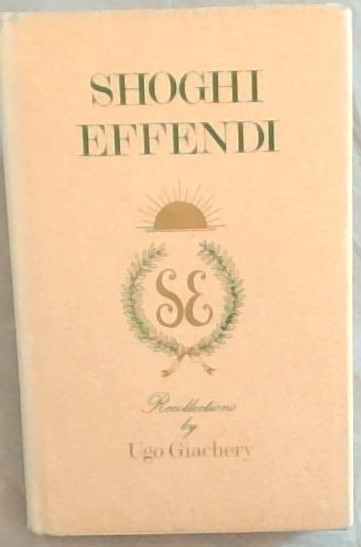 SHOGHI
EFFENDI
SE
Recollections
by
Ugo Giachery